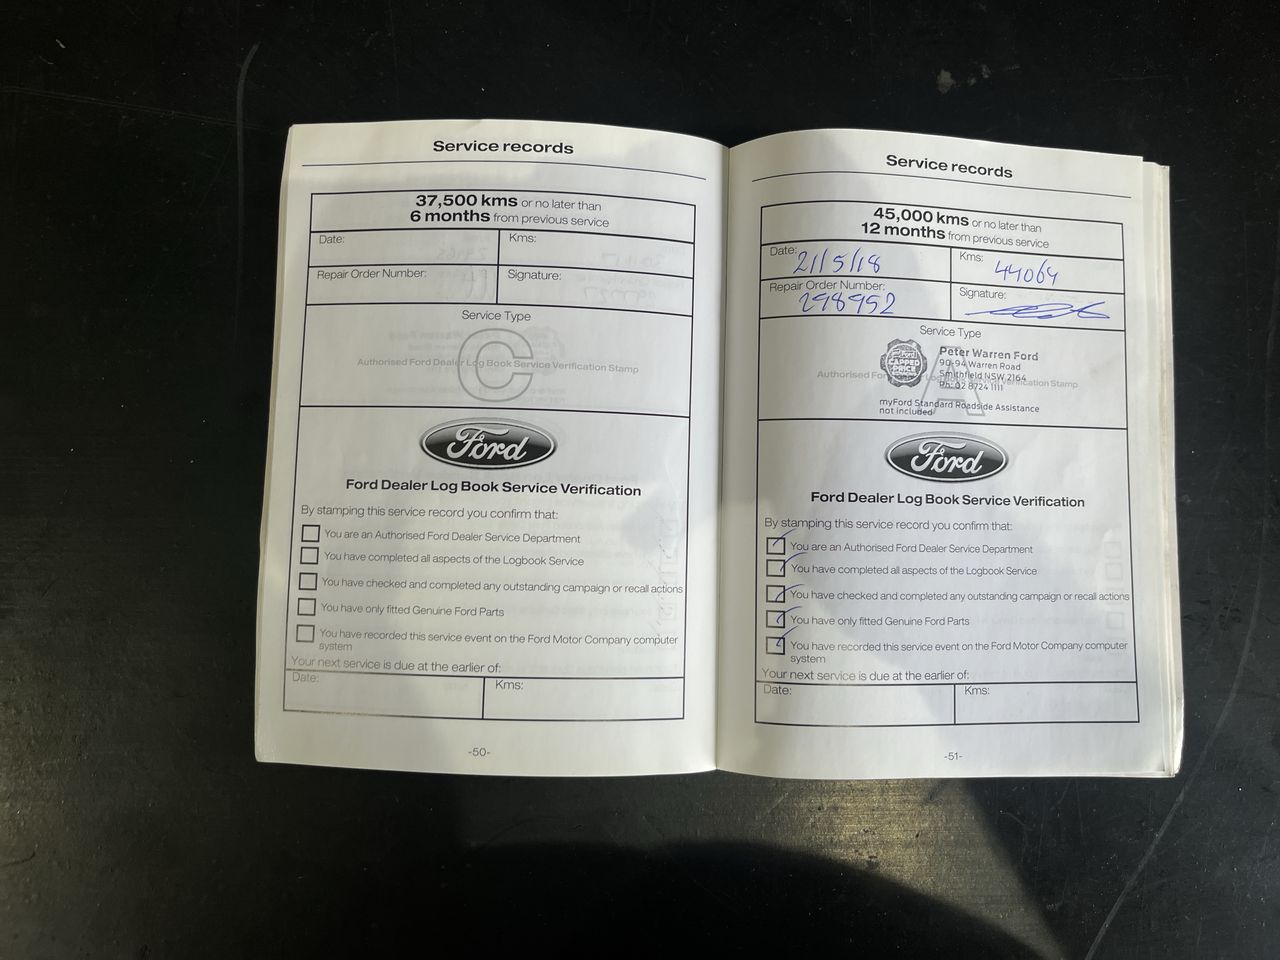 Service records
37,500 kms or no later than
6 months from previous service
Date:
Kms:
Repair Order Number:
Signature:
Service Type
C
Authorised Ford Dealer Log Book Service Verification Stamp
Ford
Ford Dealer Log Book Service Verification
By stamping this service record you confirm that:
You are an Authorised Ford Dealer Service Department
You have completed all aspects of the Logbook Service
You have checked and completed any outstanding campaign or recall actions
You have only fitted Genuine Ford Parts
You have recorded this service event on the Ford Motor Company computer
system
Your next service is due at the earlier of:
Date:
Kms:
-50-
Service records
45,000 kms or no later than
12 months from previous service
Date: 21/5/18
Kms: 44064
Repair Order Number: 298952
Signature:
Service Type
A
Ford
CAPPED
PRICE
Peter Warren Ford
90-94 Warren Road
Smithfield NSW 2164
Authorised Verification Stamp
Ph: 02 8724 1111
myFord Standard Roadside Assistance
not included
Ford
Ford Dealer Log Book Service Verification
By stamping this service record you confirm that:
You are an Authorised Ford Dealer Service Department
You have completed all aspects of the Logbook Service
You have checked and completed any outstanding campaign or recall actions
You have only fitted Genuine Ford Parts
You have recorded this service event on the Ford Motor Company computer
system
Your next service is due at the earlier of:
Date:
Kms:
-51-